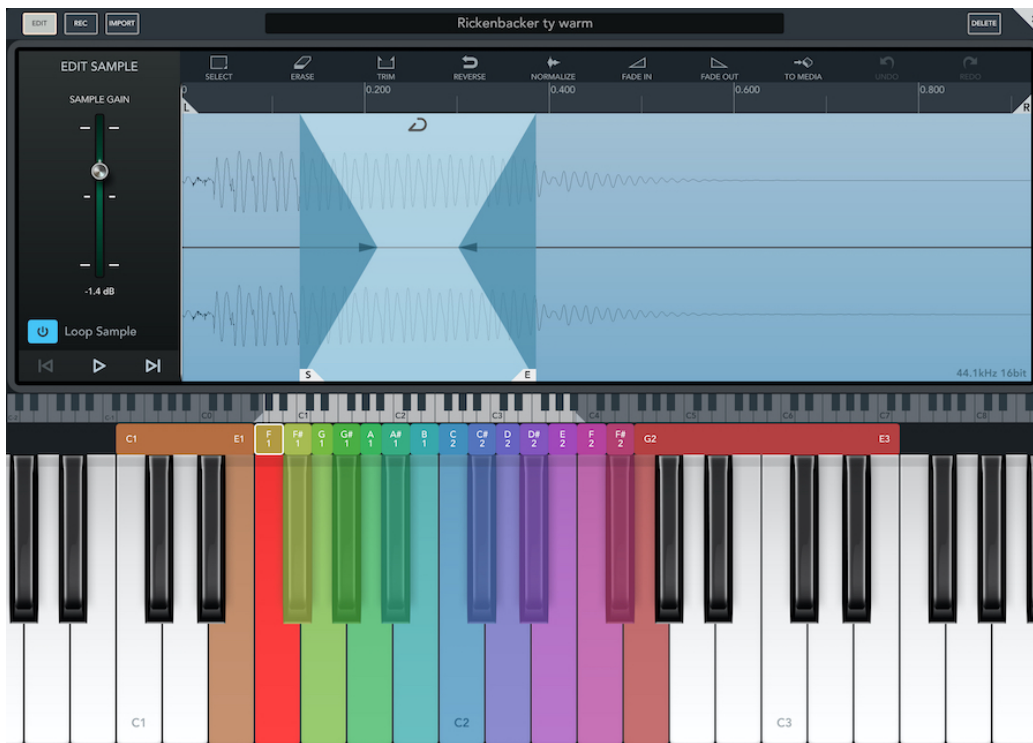 EDIT REC IMPORT Rickenbacker ty warm DELETE
EDIT SAMPLE
SELECT ERASE TRIM REVERSE NORMALIZE FADE IN FADE OUT TO MEDIA UNDO REDO
SAMPLE GAIN
0 0.200 0.400 0.600 0.800
L R
-1.4 dB
Loop Sample
S E
44.1kHz 16bit
C-2 C-1 C0 C1 C2 C3 C4 C5 C6 C7 C8
C1 E1 F F# G G# A A# B C C# D D# E F F# G2 E3
1 1 1 1 1 1 1 2 2 2 2 2 2 2
C1 C2 C3